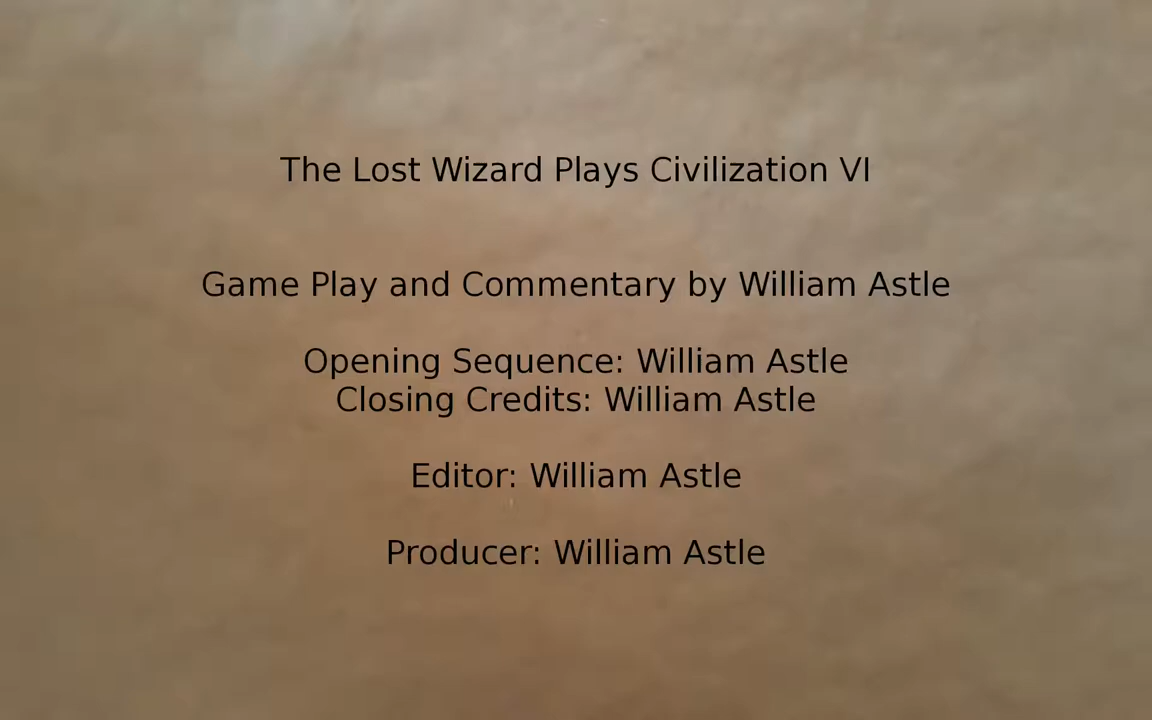 The Lost Wizard Plays Civilization VI
Game Play and Commentary by William Astle
Opening Sequence: William Astle
Closing Credits: William Astle
Editor: William Astle
Producer: William Astle